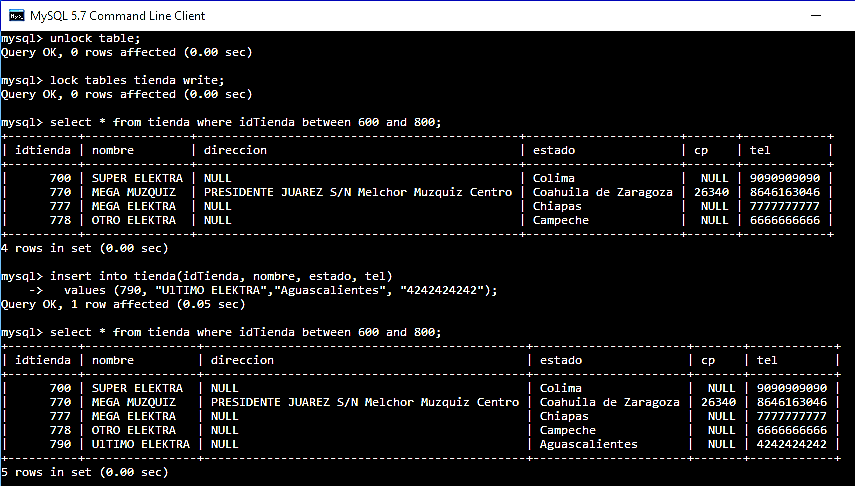 MySQL 5.7 Command Line Client
mysql> unlock table;
Query OK, 0 rows affected (0.00 sec)
mysql> lock tables tienda write;
Query OK, 0 rows affected (0.00 sec)
mysql> select * from tienda where idTienda between 600 and 800;
| idtienda | nombre | direccion | estado | cp | tel |
| 700 | SUPER ELEKTRA | NULL | Colima | NULL | 9090909090 |
| 770 | MEGA MUZQUIZ | PRESIDENTE JUAREZ S/N Melchor Muzquiz Centro | Coahuila de Zaragoza | 26340 | 8646163046 |
| 777 | MEGA ELEKTRA | NULL | Chiapas | NULL | 7777777777 |
| 778 | OTRO ELEKTRA | NULL | Campeche | NULL | 6666666666 |
4 rows in set (0.00 sec)
mysql> insert into tienda(idTienda, nombre, estado, tel)
-> values (790, "UlTIMO ELEKTRA","Aguascalientes", "4242424242");
Query OK, 1 row affected (0.05 sec)
mysql> select * from tienda where idTienda between 600 and 800;
| idtienda | nombre | direccion | estado | cp | tel |
| 700 | SUPER ELEKTRA | NULL | Colima | NULL | 9090909090 |
| 770 | MEGA MUZQUIZ | PRESIDENTE JUAREZ S/N Melchor Muzquiz Centro | Coahuila de Zaragoza | 26340 | 8646163046 |
| 777 | MEGA ELEKTRA | NULL | Chiapas | NULL | 7777777777 |
| 778 | OTRO ELEKTRA | NULL | Campeche | NULL | 6666666666 |
| 790 | UlTIMO ELEKTRA | NULL | Aguascalientes | NULL | 4242424242 |
5 rows in set (0.00 sec)